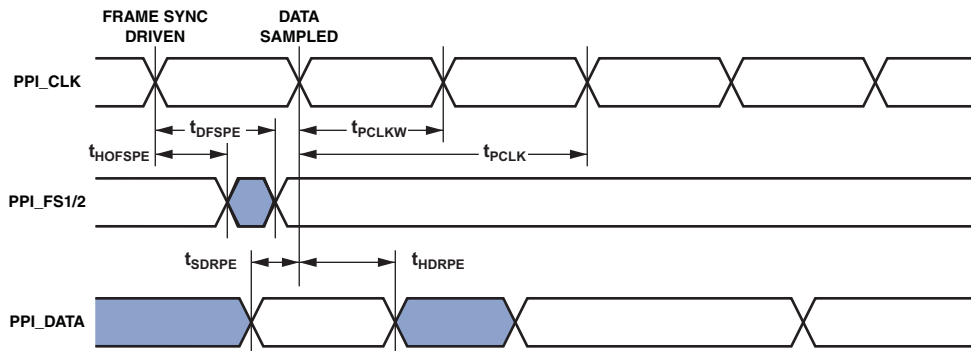 FRAME SYNC
DRIVEN
DATA
SAMPLED
PPI_CLK
tDFSPE
tPCLKW
tHOFSPE
tPCLK
PPI_FS1/2
tSDRPE
tHDRPE
PPI_DATA